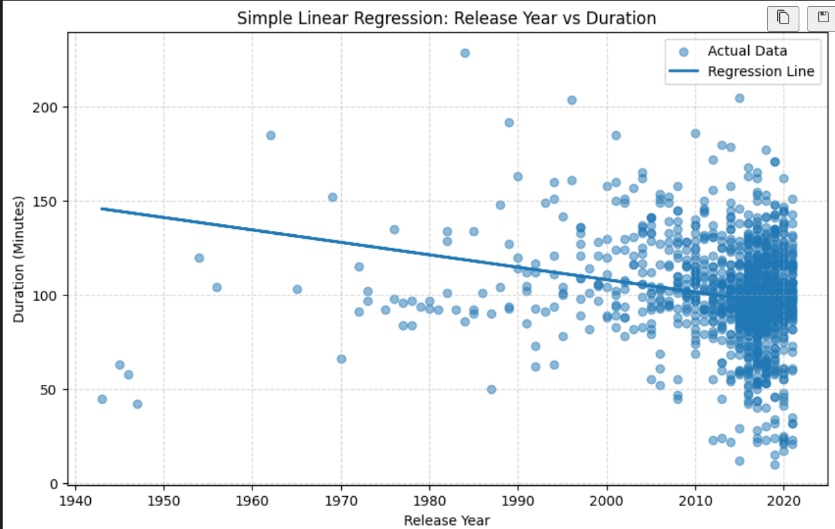 Simple Linear Regression: Release Year vs Duration
Actual Data
Regression Line
Duration (Minutes)
200
150
100
50
0
1940 1950 1960 1970 1980 1990 2000 2010 2020
Release Year